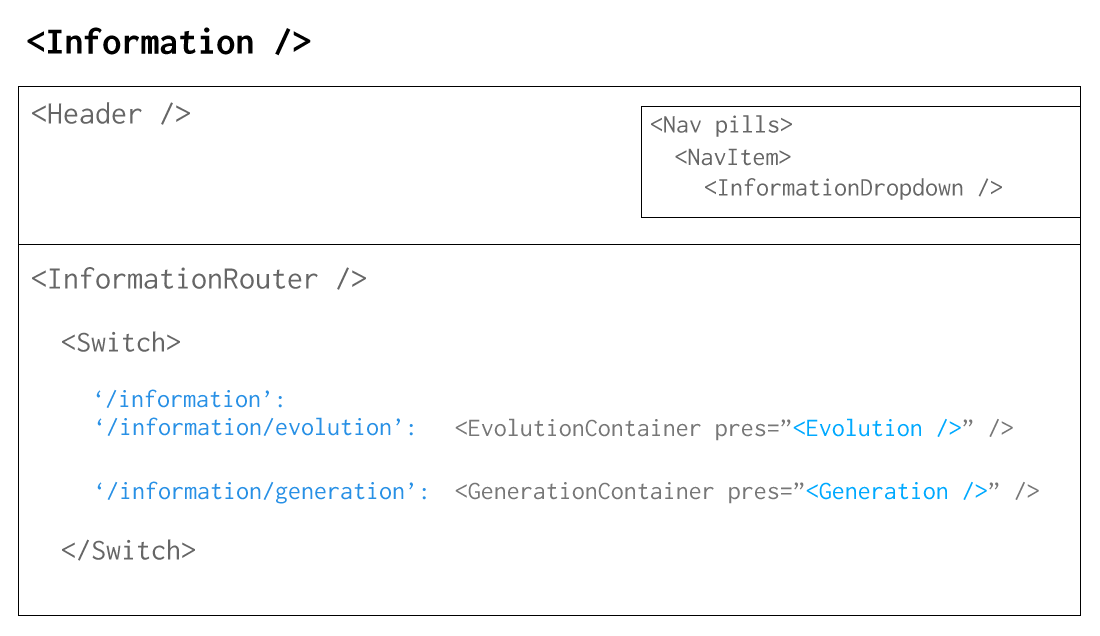 <Information />
<Header />
<Nav pills>
<NavItem>
<InformationDropdown />
<InformationRouter />
<Switch>
‘/information’:
‘/information/evolution’: <EvolutionContainer pres=”<Evolution />” />
‘/information/generation’: <GenerationContainer pres=”<Generation />” />
</Switch>